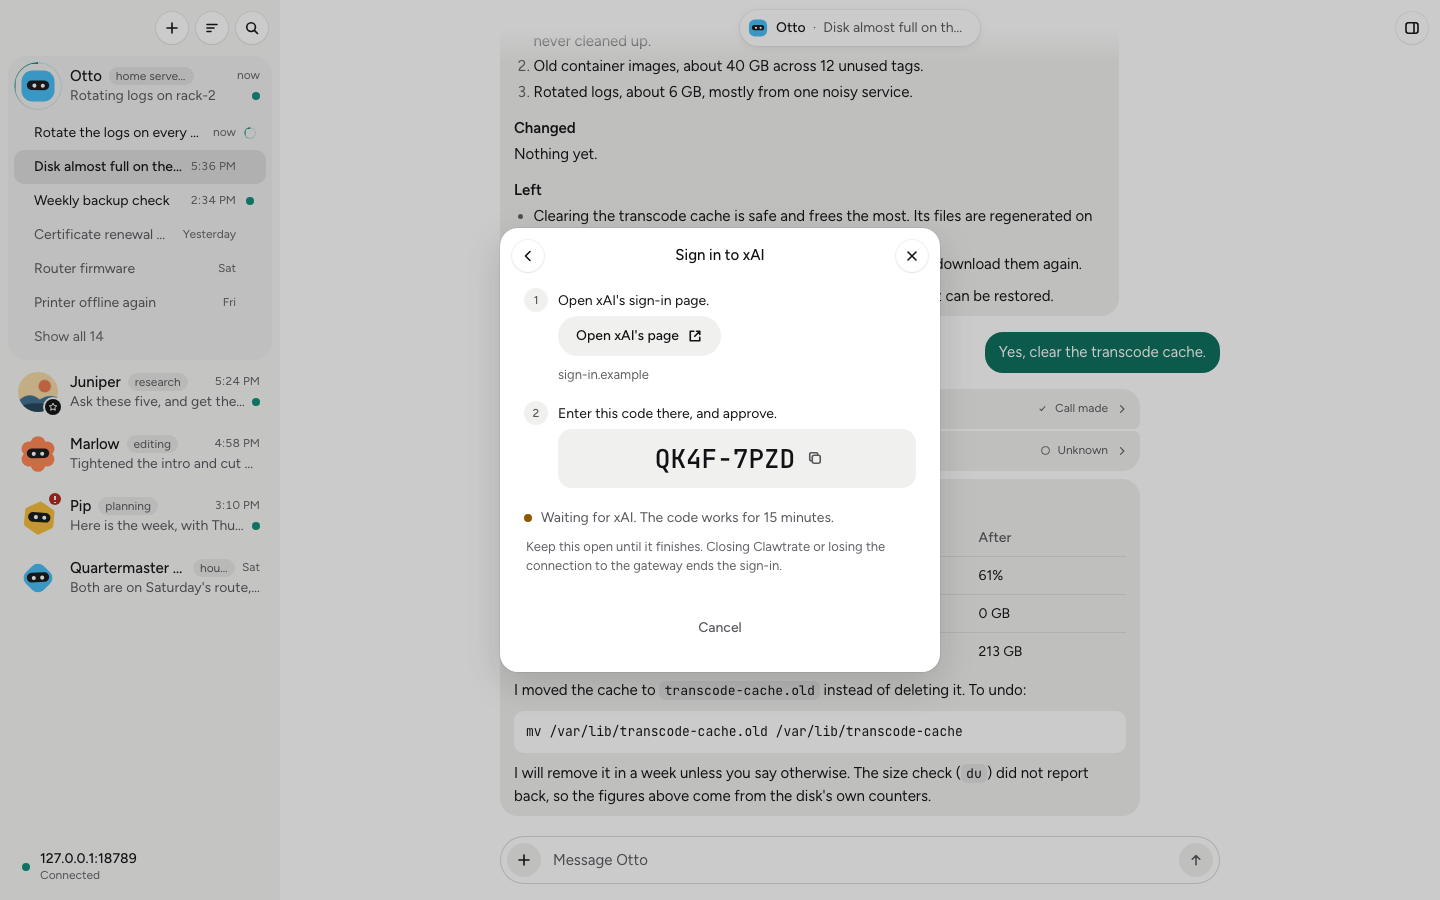 Otto home serve... now
Rotating logs on rack-2
Rotate the logs on every ... now
Disk almost full on the... 5:36 PM
Weekly backup check 2:34 PM
Certificate renewal ... Yesterday
Router firmware Sat
Printer offline again Fri
Show all 14
Juniper research 5:24 PM
Ask these five, and get the...
Marlow editing 4:58 PM
Tightened the intro and cut ...
Pip planning 3:10 PM
Here is the week, with Thu...
Quartermaster ... hou... Sat
Both are on Saturday's route,...
127.0.0.1:18789
Connected
Otto · Disk almost full on th...
never cleaned up.
2. Old container images, about 40 GB across 12 unused tags.
3. Rotated logs, about 6 GB, mostly from one noisy service.
Changed
Nothing yet.
Left
• Clearing the transcode cache is safe and frees the most. Its files are regenerated on
download them again.
can be restored.
Yes, clear the transcode cache.
Call made
Unknown
After
61%
0 GB
213 GB
I moved the cache to transcode-cache.old instead of deleting it. To undo:
mv /var/lib/transcode-cache.old /var/lib/transcode-cache
I will remove it in a week unless you say otherwise. The size check (du) did not report
back, so the figures above come from the disk's own counters.
Message Otto
Sign in to xAI
1 Open xAI's sign-in page.
Open xAI's page
sign-in.example
2 Enter this code there, and approve.
QK4F-7PZD
Waiting for xAI. The code works for 15 minutes.
Keep this open until it finishes. Closing Clawtrate or losing the
connection to the gateway ends the sign-in.
Cancel